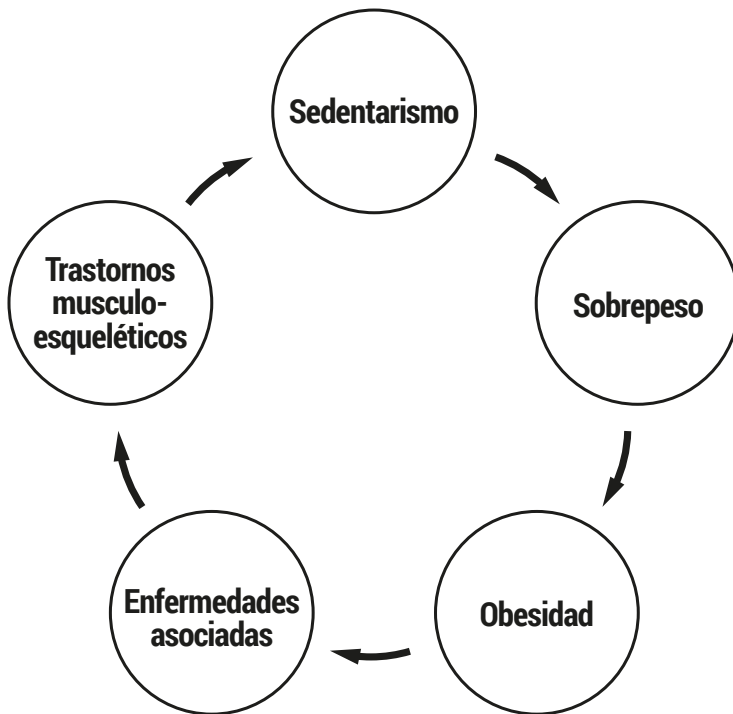 Sedentarismo
Sobrepeso
Obesidad
Enfermedades
asociadas
Trastornos
musculo-
esqueléticos